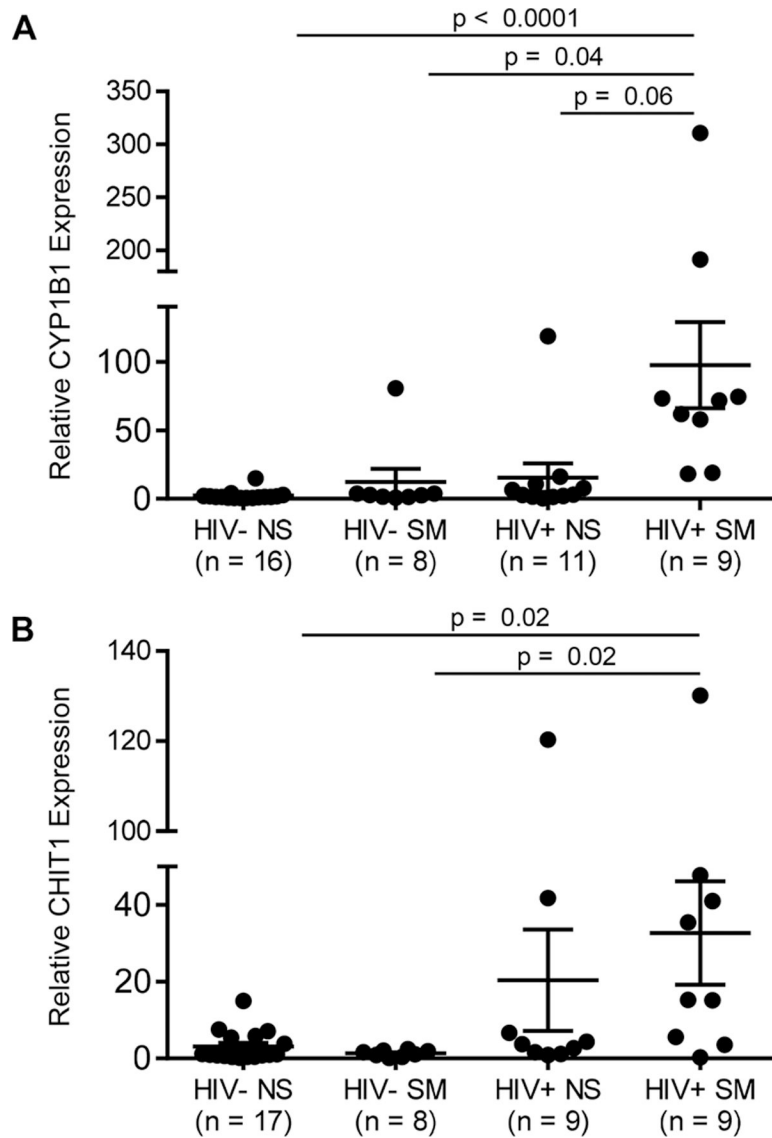 A
p < 0.0001
p = 0.04
p = 0.06
Relative CYP1B1 Expression
350
300
250
200
100
50
0
HIV- NS HIV- SM HIV+ NS HIV+ SM
(n = 16) (n = 8) (n = 11) (n = 9)
B
p = 0.02
p = 0.02
Relative CHIT1 Expression
140
120
100
40
20
0
HIV- NS HIV- SM HIV+ NS HIV+ SM
(n = 17) (n = 8) (n = 9) (n = 9)